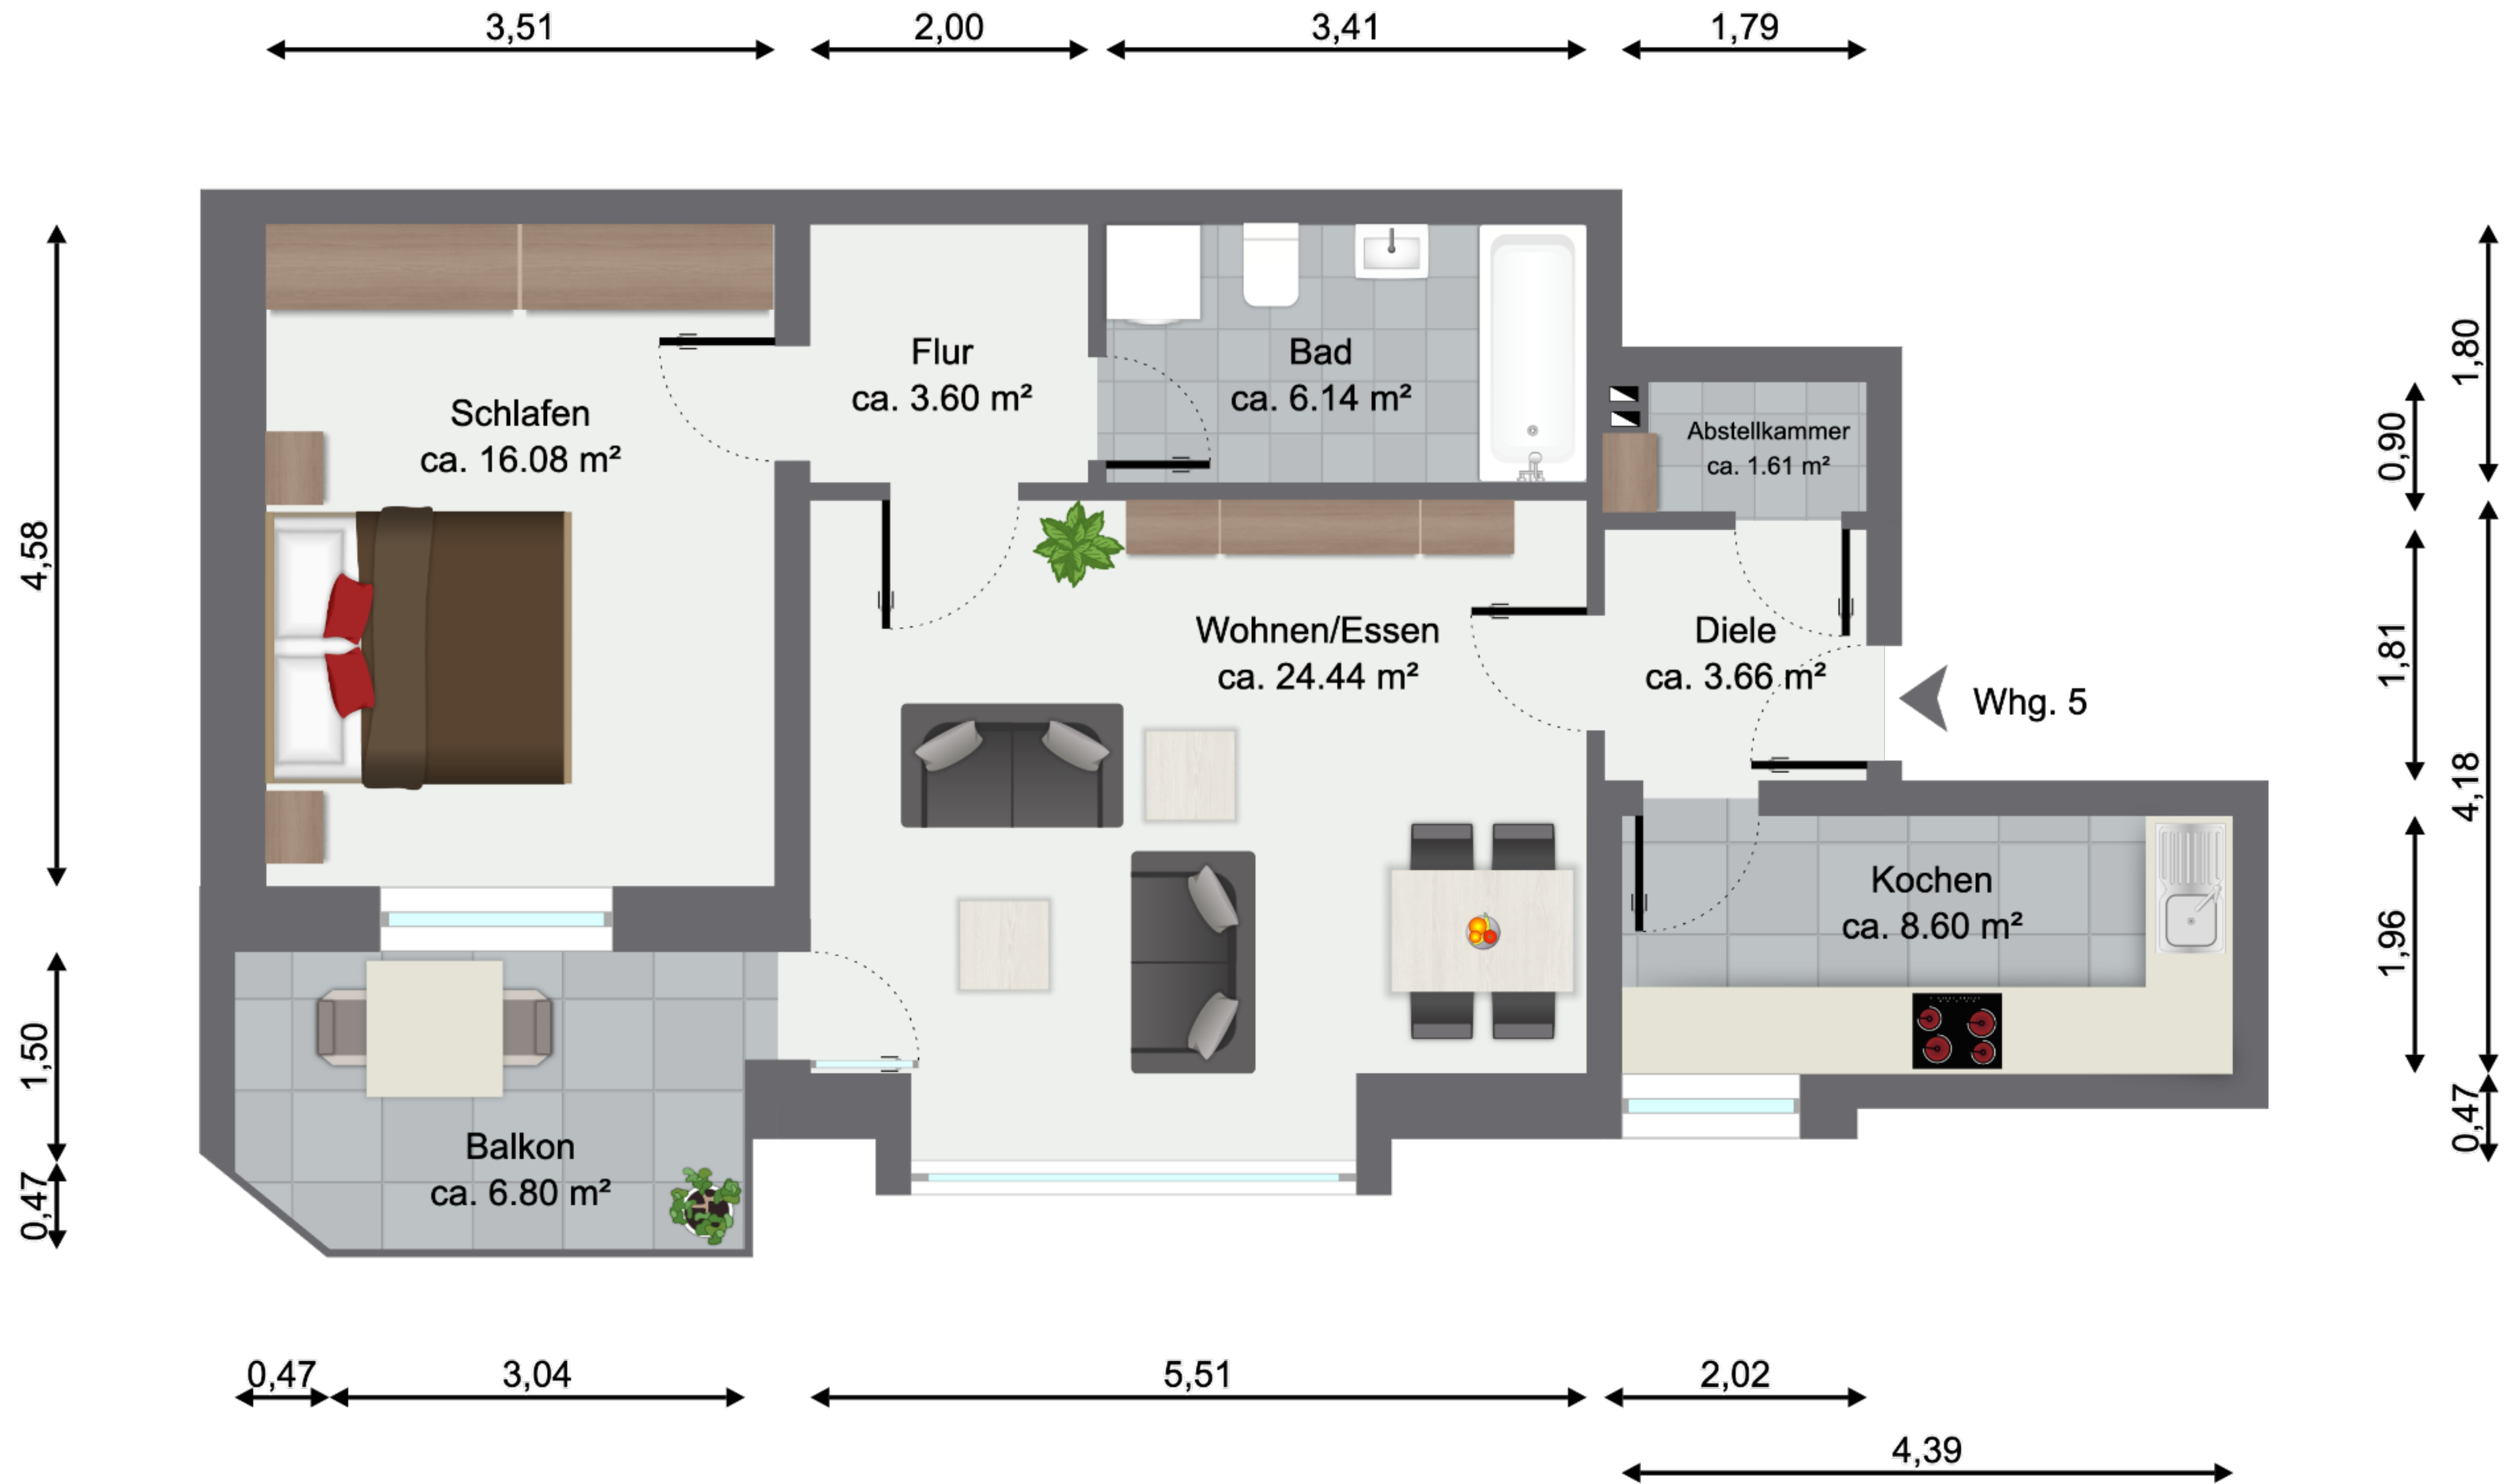 3,51
2,00
3,41
1,79
4,58
1,50
0,47
1,80
0,90
1,81
4,18
1,96
0,47
Flur
ca. 3.60 m²
Bad
ca. 6.14 m²
Schlafen
ca. 16.08 m²
Abstellkammer
ca. 1.61 m²
Wohnen/Essen
ca. 24.44 m²
Diele
ca. 3.66 m²
Whg. 5
Kochen
ca. 8.60 m²
Balkon
ca. 6.80 m²
0,47
3,04
5,51
2,02
4,39